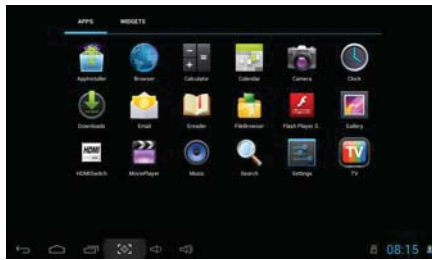 APPS WIDGETS
AppInstaller Browser Calculator Calendar Camera Clock
Downloads Email Ereader FileBrowser Flash Player S... Gallery
HDMI
HDMISwitch MoviePlayer Music Search Settings TV
TV
08:15